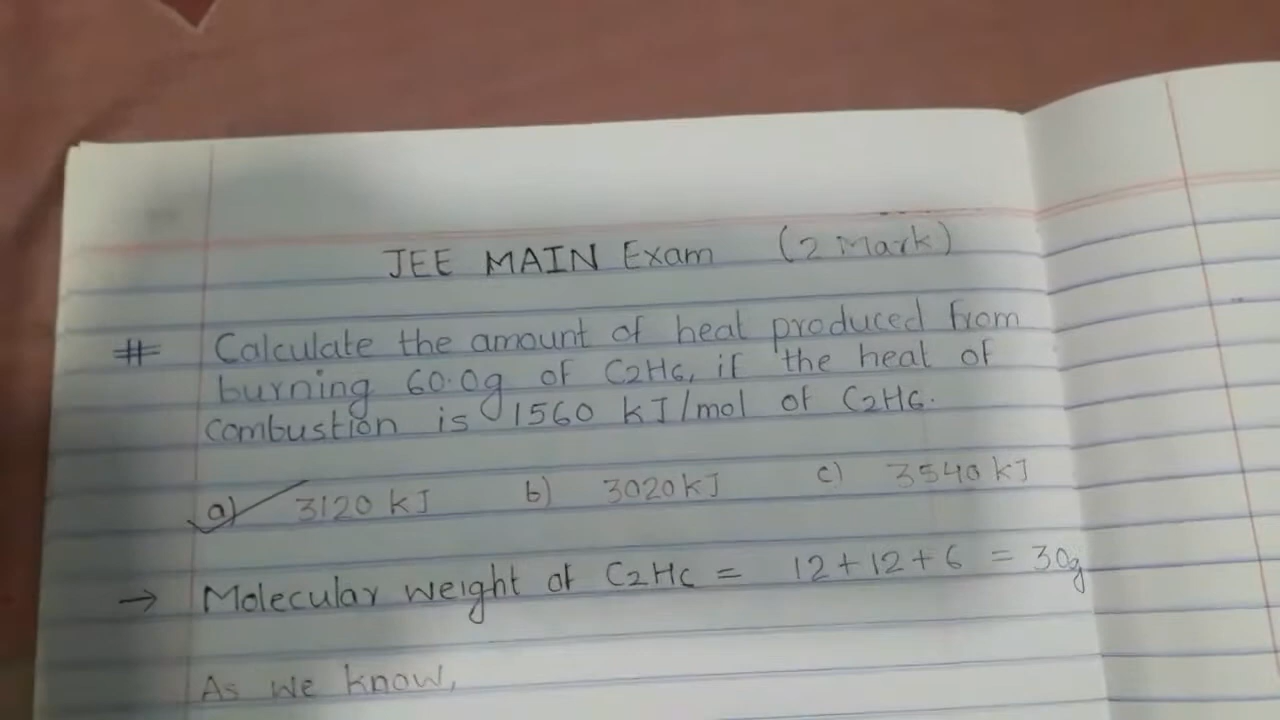 JEE MAIN Exam (2 Mark)
# Calculate the amount of heat produced from
burning 60.0g of C2H6, if the heat of
combustion is 1560 kJ/mol of C2H6.
a) 3120 kJ b) 3020 kJ c) 3540 kJ
→ Molecular weight of C2H6 = 12+12+6 = 30g
As we know,